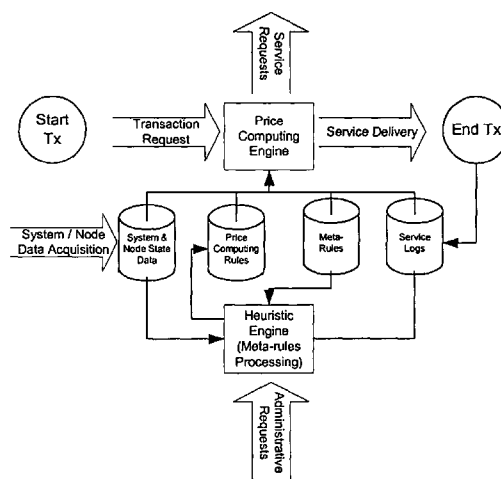 Service
Requests
Start
Tx
Transaction
Request
Price
Computing
Engine
Service Delivery
End Tx
System / Node
Data Acquisition
System &
Node State
Data
Price
Computing
Rules
Meta-
Rules
Service
Logs
Heuristic
Engine
(Meta-rules
Processing)
Administrative
Requests